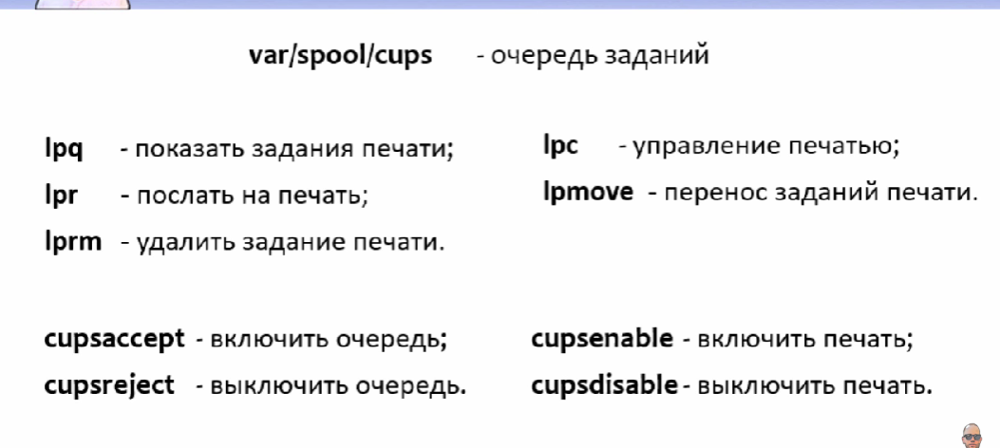 var/spool/cups - очередь заданий
lpq - показать задания печати;
lpr - послать на печать;
lprm - удалить задание печати.
lpc - управление печатью;
lpmove - перенос заданий печати.
cupsaccept - включить очередь;
cupsreject - выключить очередь.
cupsenable - включить печать;
cupsdisable - выключить печать.